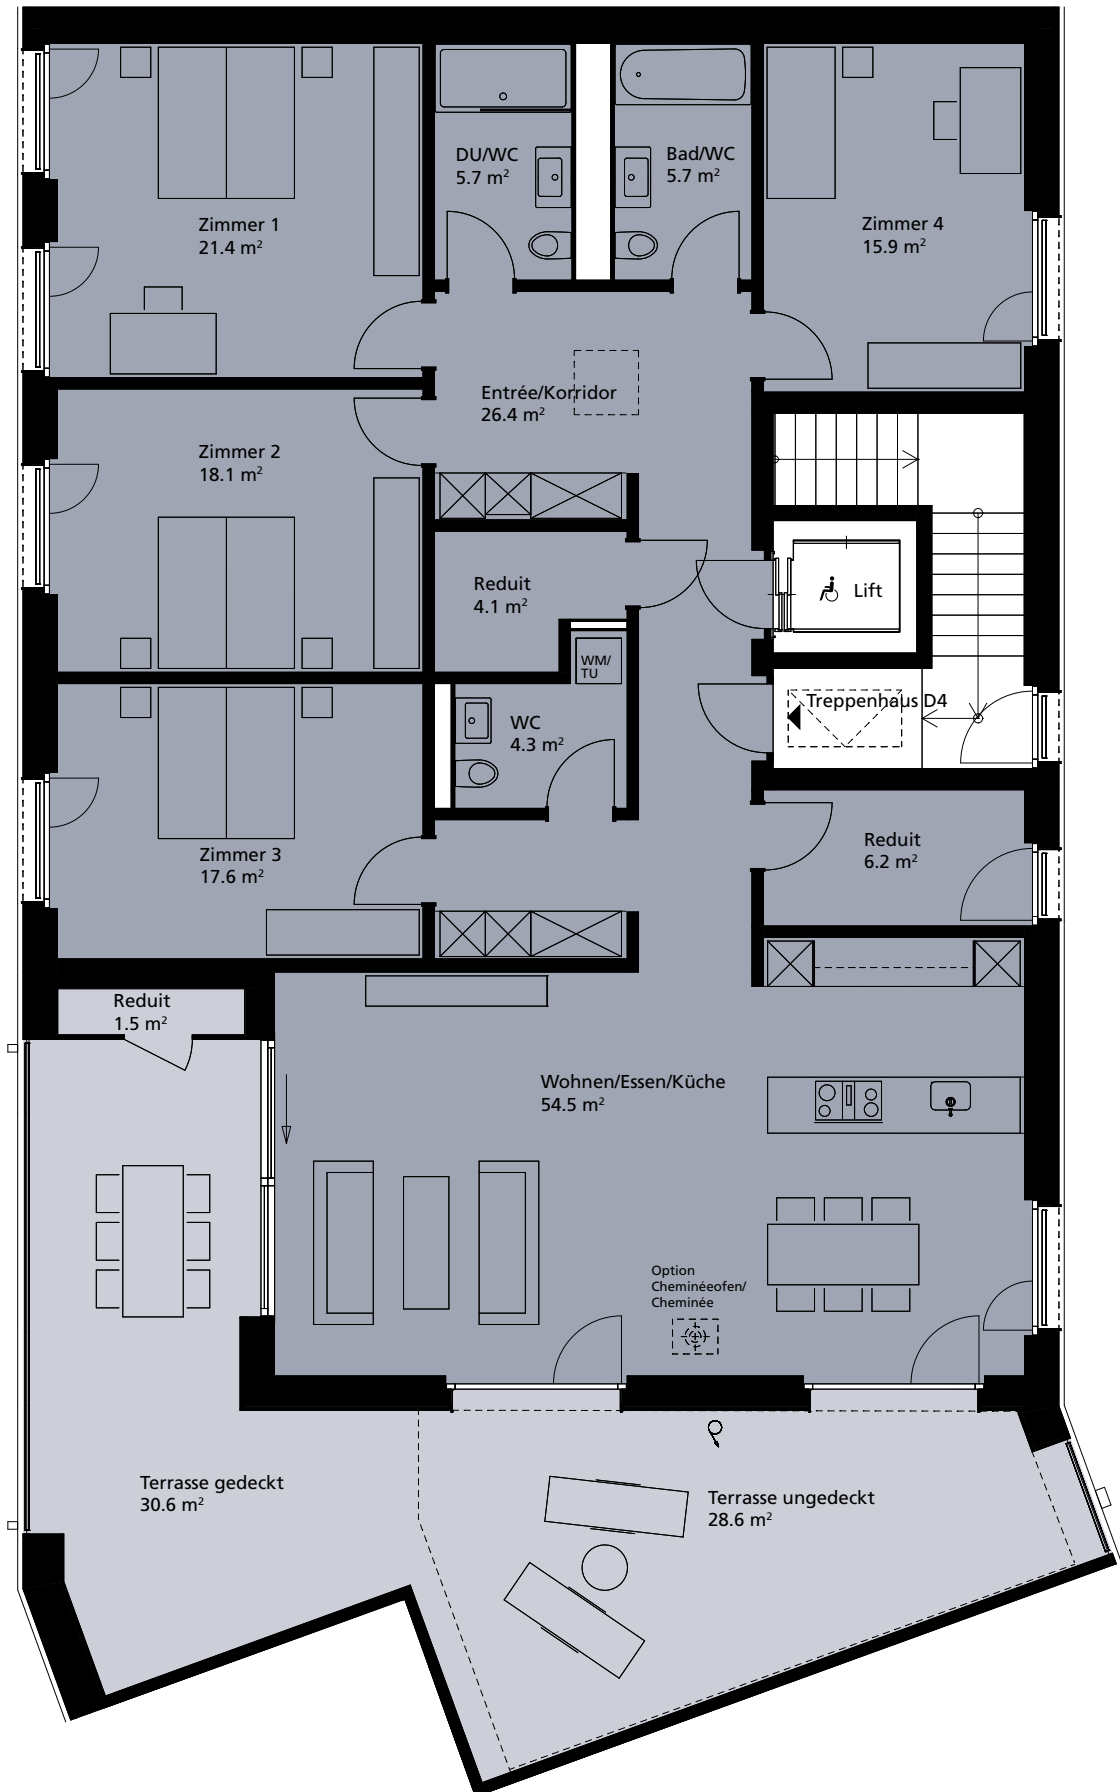 DU/WC
5.7 m²
Bad/WC
5.7 m²
Zimmer 1
21.4 m²
Zimmer 4
15.9 m²
Entrée/Korridor
26.4 m²
Zimmer 2
18.1 m²
Reduit
4.1 m²
Lift
WM/
TU
Treppenhaus D4
WC
4.3 m²
Zimmer 3
17.6 m²
Reduit
6.2 m²
Reduit
1.5 m²
Wohnen/Essen/Küche
54.5 m²
Option
Cheminéeofen/
Cheminée
Terrasse gedeckt
30.6 m²
Terrasse ungedeckt
28.6 m²